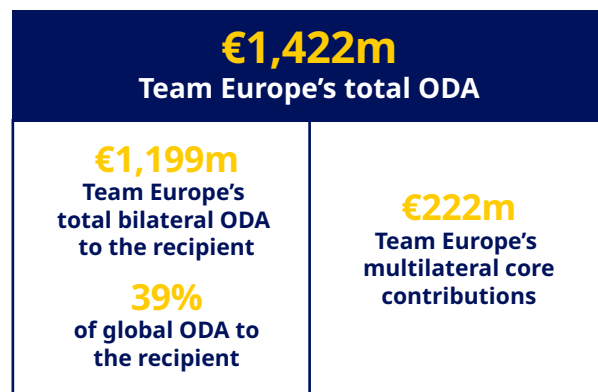 €1,422m
Team Europe’s total ODA
€1,199m
Team Europe’s
total bilateral ODA
to the recipient
39%
of global ODA to
the recipient
€222m
Team Europe’s
multilateral core
contributions